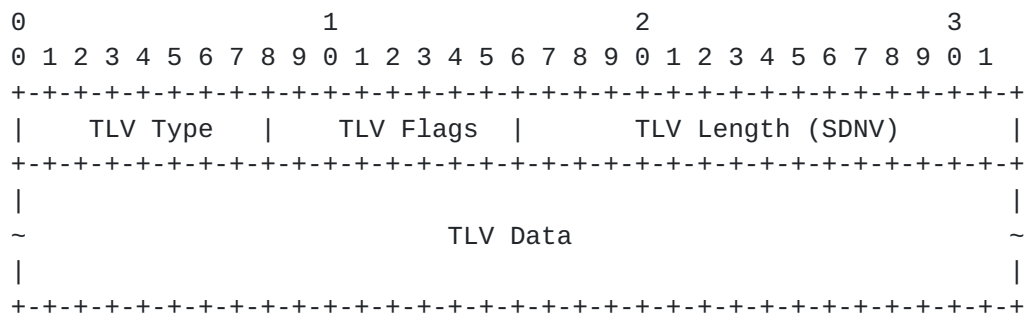 0                   1                   2                   3
0 1 2 3 4 5 6 7 8 9 0 1 2 3 4 5 6 7 8 9 0 1 2 3 4 5 6 7 8 9 0 1
+-+-+-+-+-+-+-+-+-+-+-+-+-+-+-+-+-+-+-+-+-+-+-+-+-+-+-+-+-+-+-+-+
|    TLV Type   |    TLV Flags  |       TLV Length (SDNV)       |
+-+-+-+-+-+-+-+-+-+-+-+-+-+-+-+-+-+-+-+-+-+-+-+-+-+-+-+-+-+-+-+-+
|                                                               |
~                           TLV Data                            ~
|                                                               |
+-+-+-+-+-+-+-+-+-+-+-+-+-+-+-+-+-+-+-+-+-+-+-+-+-+-+-+-+-+-+-+-+